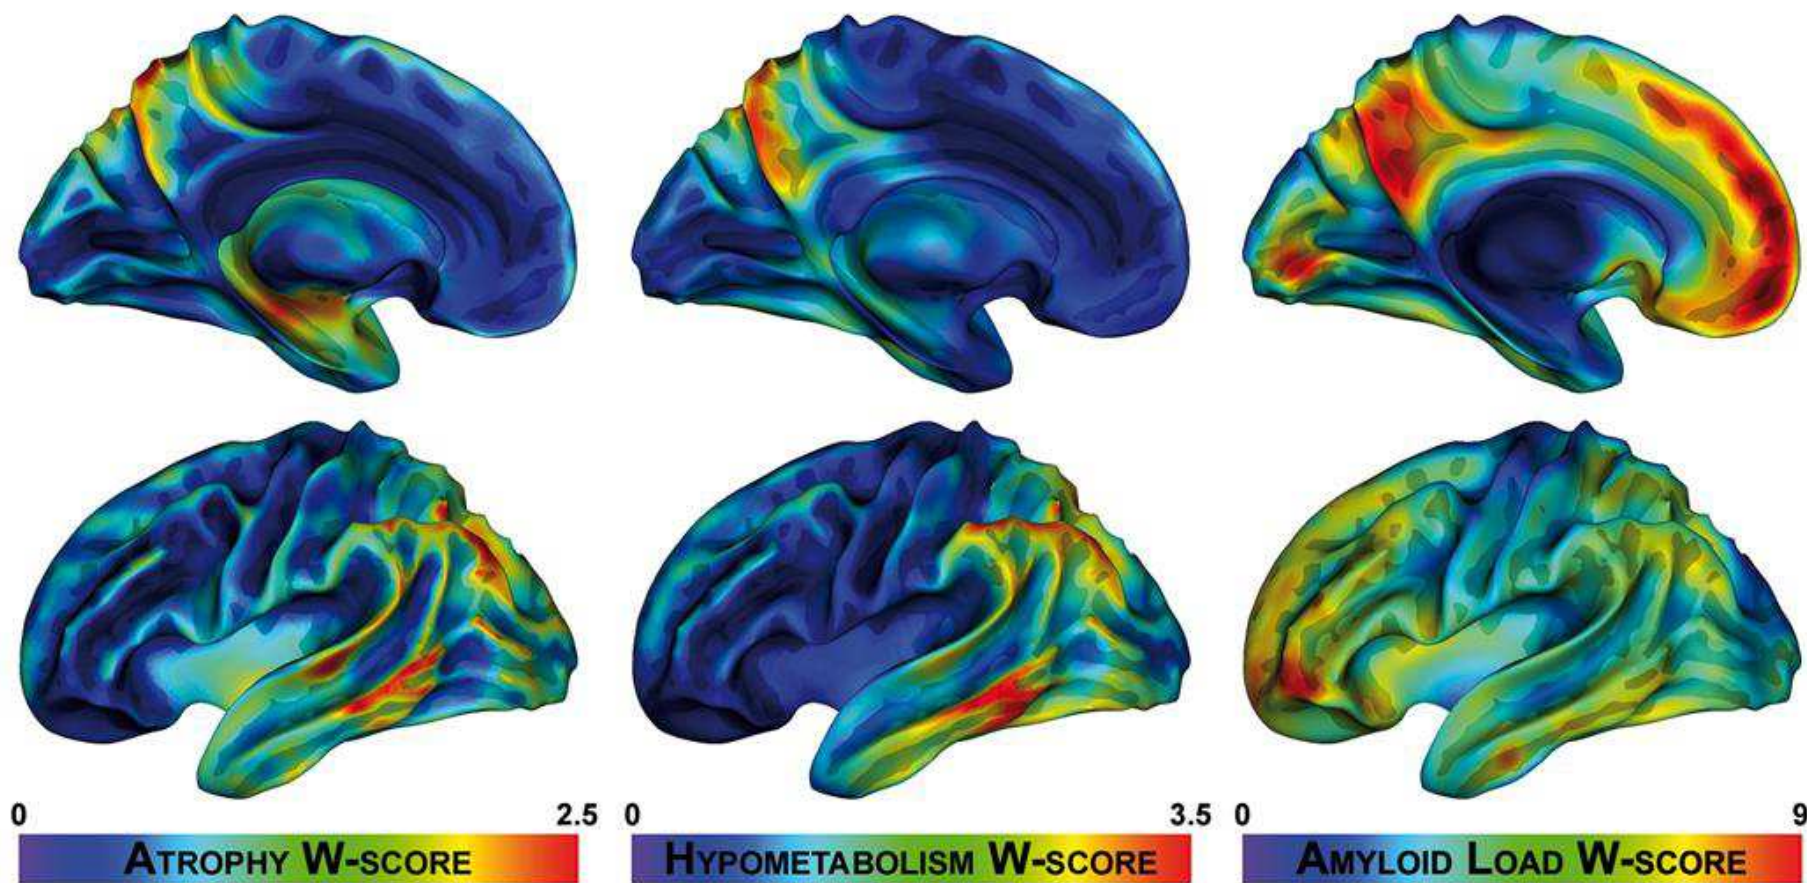 0 2.5
ATROPHY W-SCORE
0 3.5
HYPOMETABOLISM W-SCORE
0 9
AMYLOID LOAD W-SCORE